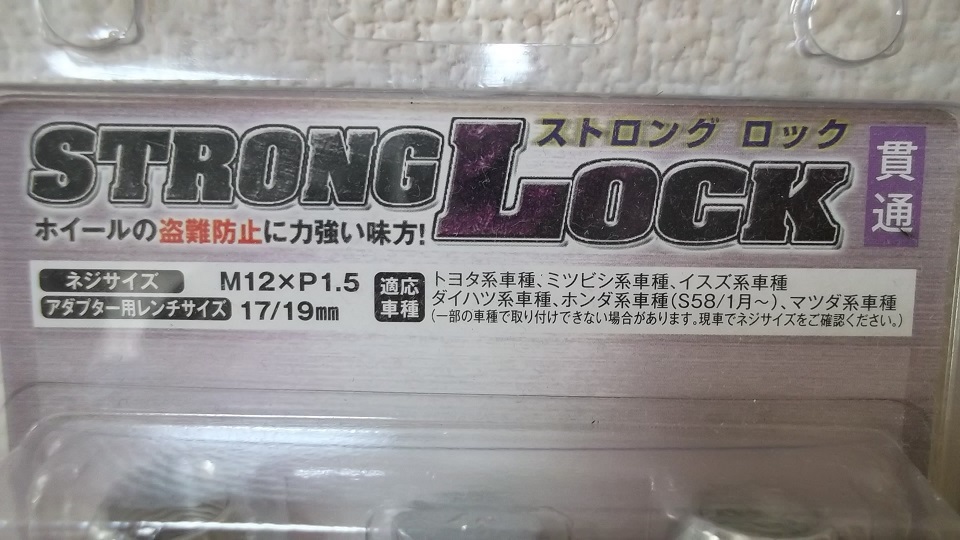 STRONG LOCK
ストロング ロック
貫通
ホイールの盗難防止に力強い味方!
ネジサイズ M12×P1.5
アダプター用レンチサイズ 17/19mm
適応車種
トヨタ系車種、ミツビシ系車種、イスズ系車種
ダイハツ系車種、ホンダ系車種(S58/1月~)、マツダ系車種
(一部の車種で取り付けできない場合があります。現車でネジサイズをご確認ください。)